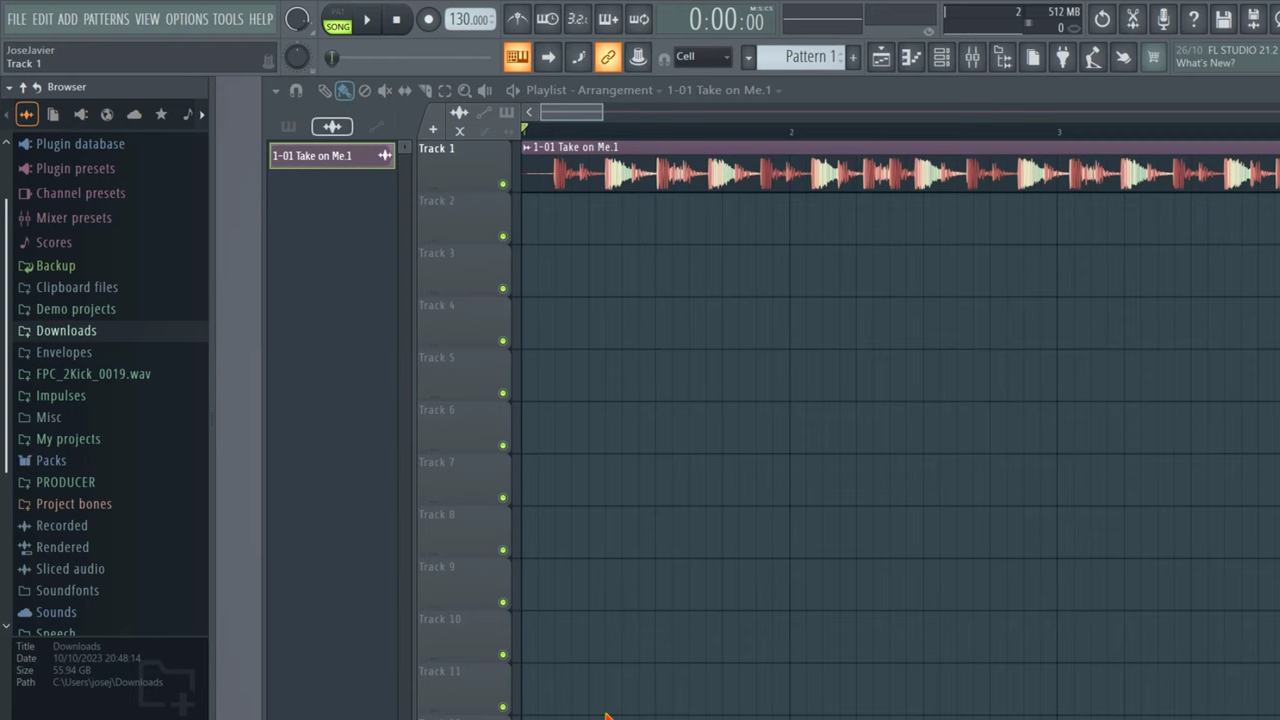 FILE EDIT ADD PATTERNS VIEW OPTIONS TOOLS HELP
PAT
SONG
130.000
3.2.
0:00:00
M:S:CS
2
512 MB
0
JoseJavier
Track 1
Cell
Pattern 1
26/10 FL STUDIO 21.2
What's New?
Browser
Playlist - Arrangement
1-01 Take on Me.1
Plugin database
Plugin presets
Channel presets
Mixer presets
Scores
Backup
Clipboard files
Demo projects
Downloads
Envelopes
FPC_2Kick_0019.wav
Impulses
Misc
My projects
Packs
PRODUCER
Project bones
Recorded
Rendered
Sliced audio
Soundfonts
Sounds
Speech
Title Downloads
Date 10/10/2023 20:48:14
Size 55.94 GB
Path C:\Users\josej\Downloads
1-01 Take on Me.1
2
3
1-01 Take on Me.1
Track 1
Track 2
Track 3
Track 4
Track 5
Track 6
Track 7
Track 8
Track 9
Track 10
Track 11